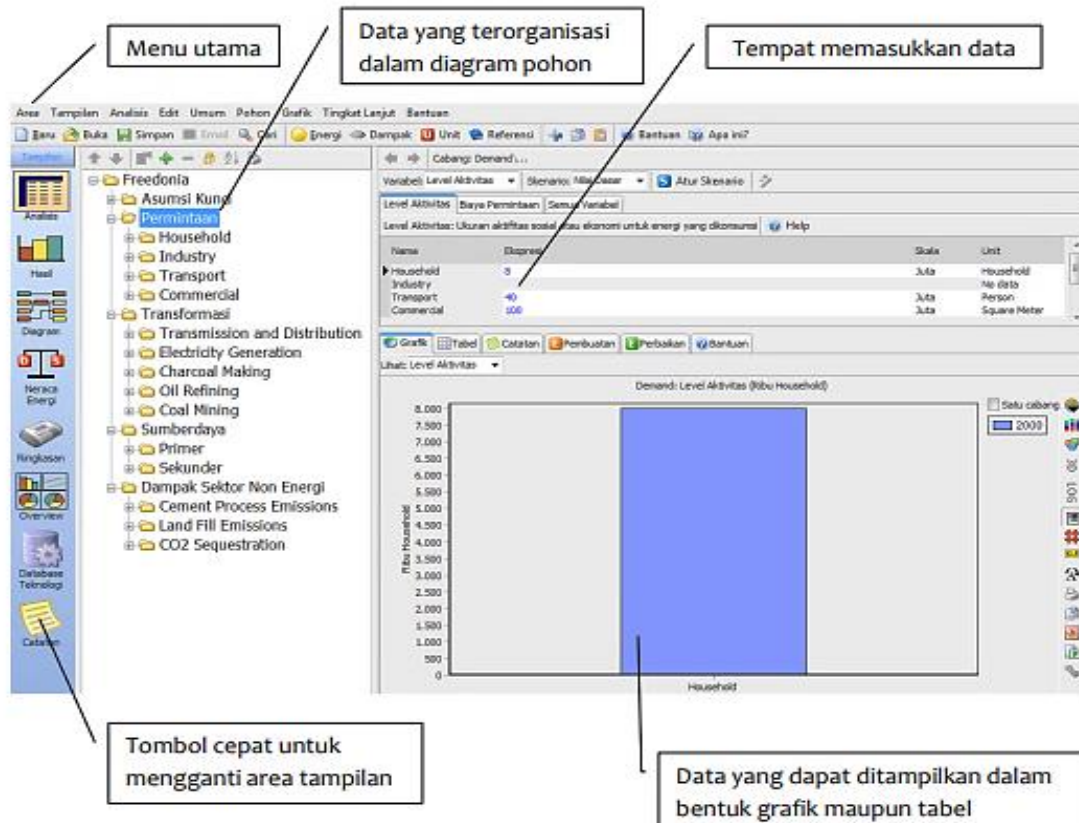 Menu utama
Data yang terorganisasi
dalam diagram pohon
Tempat memasukkan data
Area Tampilan Analisis Edit Umum Pohon Grafik Tingkat Lanjut Bantuan
Baru Buka Simpan Email Cari Energi Dampak Unit Referensi Bantuan Apa ini?
Tampilan
Analisis
Hasil
Diagram
Neraca
Energi
Ringkasan
Overview
Database
Teknologi
Catatan
Freedonia
Asumsi Kunci
Permintaan
Household
Industry
Transport
Commercial
Transformasi
Transmission and Distribution
Electricity Generation
Charcoal Making
Oil Refining
Coal Mining
Sumberdaya
Primer
Sekunder
Dampak Sektor Non Energi
Cement Process Emissions
Land Fill Emissions
CO2 Sequestration
Cabang: Demand\...
Variabel: Level Aktivitas Skenario: Nilai Dasar Atur Skenario
Level Aktivitas Biaya Permintaan Semua Variabel
Level Aktivitas: Ukuran aktifitas sosial atau ekonomi untuk energi yang dikonsumsi Help
Name Ekspresi Skala Unit
Household 8 Juta Household
Industry No data
Transport 40 Juta Person
Commercial 100 Juta Square Meter
Grafik Tabel Catatan Pembuatan Perbaikan Bantuan
Lihat: Level Aktivitas
Demand: Level Aktivitas (Ribu Household)
Satu cabang
2000
8.000
7.500
7.000
6.500
6.000
5.500
5.000
4.500
4.000
3.500
3.000
2.500
2.000
1.500
1.000
500
0
Ribu Household
Household
3D
LOG
Tombol cepat untuk
mengganti area tampilan
Data yang dapat ditampilkan dalam
bentuk grafik maupun tabel